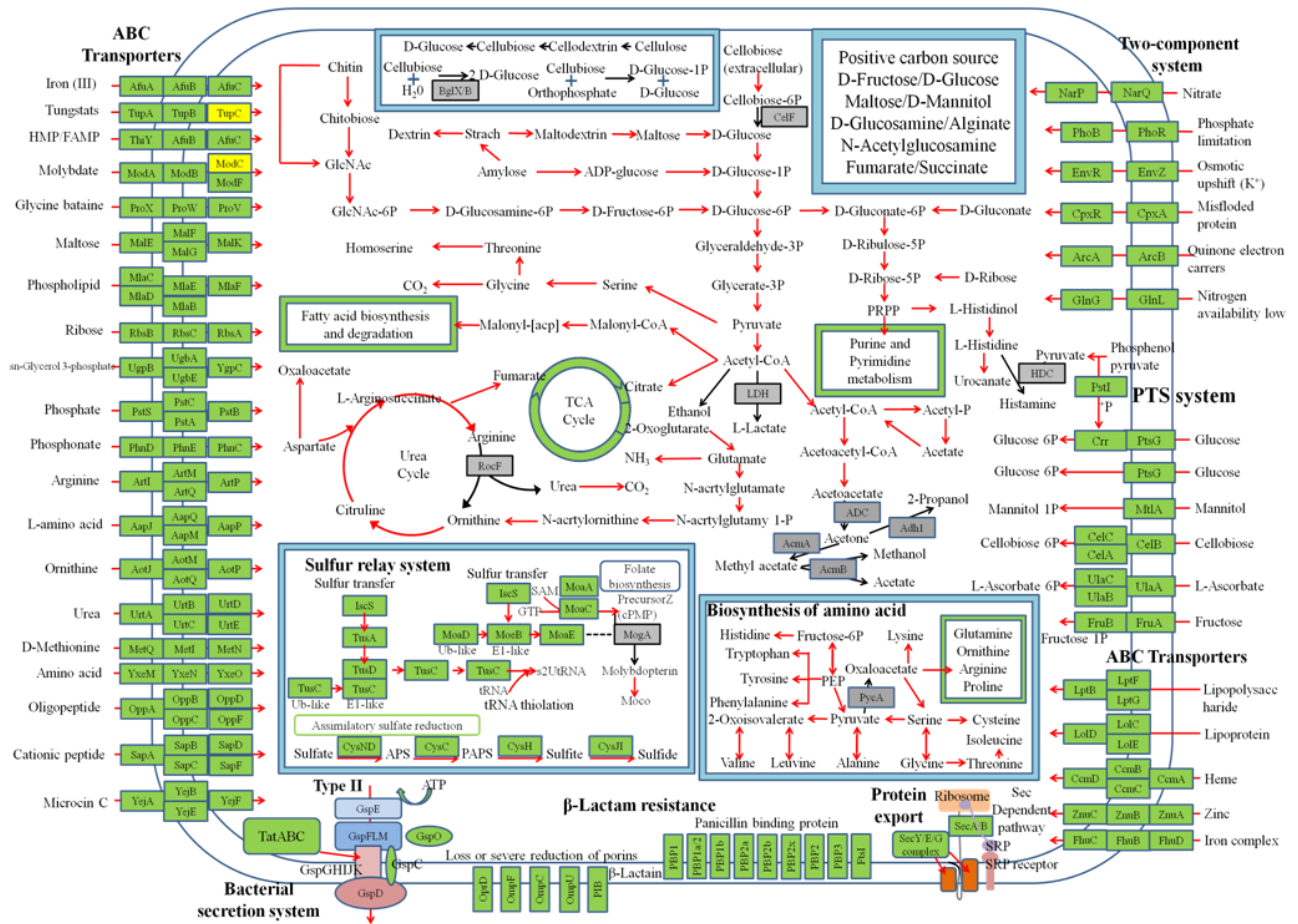 ABC
Transporters
Iron (III)
AfuA AfuB AfuC
Tungstats
TupA TupB TupC
HMP/FAMP
ThiY AfuB AfuC
Molybdate
ModA ModB ModC
ModF
Glycine bataine
ProX ProW ProV
Maltose
MalE MalF MalK
MalG
Phospholipid
MlaC
MlaD
MlaE MlaF
MlaB
Ribose
RbsB RbsC RbsA
sn-Glycerol 3-phosphate
UgpB UgbA YgpC
UgbE
Phosphate
PstS PstC PstB
PstA
Phosphonate
PhnD PhnE PhnC
Arginine
ArtI ArtM ArtP
ArtQ
L-amino acid
AapJ AapQ AapP
AapM
Ornithine
AotJ AotM AotP
AotQ
Urea
UrtA UrtB UrtD
UrtC UrtE
D-Methionine
MetQ MetI MetN
Amino acid
YxeM YxeN YxeO
Oligopeptide
OppA OppB OppD
OppC OppF
Cationic peptide
SapA SapB SapD
SapC SapF
Microcin C
YejA YejB YejF
YejE
Chitin
Chitobiose
GlcNAc
GlcNAc-6P
D-Glucosamine-6P
D-Fructose-6P
D-Glucose-6P
D-Gluconate-6P
D-Gluconate
D-Glucose Cellubiose Cellodextrin Cellulose
Cellubiose
+
H20
BglX/B
2 D-Glucose
Cellubiose
+
Orthophosphate
D-Glucose-1P
+
D-Glucose
Cellobiose
(extracellular)
Cellobiose-6P
CelF
Dextrin Strach Maltodextrin Maltose D-Glucose
Amylose ADP-glucose D-Glucose-1P
Positive carbon source
D-Fructose/D-Glucose
Maltose/D-Mannitol
D-Glucosamine/Alginate
N-Acetylglucosamine
Fumarate/Succinate
Homoserine Threonine
CO2 Glycine Serine
Glyceraldehyde-3P
Glycerate-3P
Pyruvate
Acetyl-CoA
D-Ribulose-5P
D-Ribose-5P D-Ribose
PRPP L-Histidinol
L-Histidine
Urocanate
HDC
Histamine
Purine and
Pyrimidine
metabolism
Fatty acid biosynthesis
and degradation
Malonyl-[acp] Malonyl-CoA
Oxaloacetate
Fumarate
L-Arginosuccinate
Aspartate
Arginine
Urea
Cycle
RocF
Urea CO2
Citruline
Ornithine N-acrtylornithine N-acrtylglutamy 1-P
TCA
Cycle
Citrate
Ethanol
LDH
L-Lactate
2-Oxoglutarate
NH3 Glutamate
N-acrtylglutamate
Acetyl-CoA Acetyl-P
Acetoacetyl-CoA Acetate
Acetoacetate
ADC
Acetone
2-Propanol
Adh1
AcmA
Methyl acetate
AcmB
Methanol
Acetate
Two-component
system
NarP NarQ Nitrate
PhoB PhoR Phosphate
limitation
EnvR EnvZ Osmotic
upshift (K+)
CpxR CpxA Misfloded
protein
ArcA ArcB Quinone electron
carrers
GlnG GlnL Nitrogen
availability low
Pyruvate Phosphenol
pyruvate
PstI
+P
PTS system
Glucose 6P Crr PtsG Glucose
Glucose 6P PtsG Glucose
Mannitol 1P MtlA Mannitol
Cellobiose 6P CelC CelB Cellobiose
CelA
L-Ascorbate 6P UlaC UlaA L-Ascorbate
UlaB
Fructose 1P FruB FruA Fructose
ABC Transporters
LptB LptF Lipopolysacc
haride
LptG
LolD LolC Lipoprotein
LolE
CcmD CcmB CcmA Heme
CcmC
ZnuC ZnuB ZnuA Zinc
FhuC FhuB FhuD Iron complex
Sulfur relay system
Sulfur transfer
IscS
TusA
TusD
TusC TusC
Ub-like
E1-like
TusC TusC s2UtRNA
tRNA
tRNA thiolation
Sulfur transfer
IscS
SAM
GTP
MoaA
MoaC
Folate
biosynthesis
PrecursorZ
(cPMP)
MoaD MoeB MoaE MogA
Ub-like E1-like
Molybdopterin
Moco
Assimilatory sulfate reduction
CysND CysC CysH CysJI
Sulfate APS PAPS Sulfite Sulfide
Biosynthesis of amino acid
Histidine Fructose-6P Lysine
Tryptophan
Tyrosine
PEP
Oxaloacetate
Phenylalanine
PycA
2-Oxoisovalerate Pyruvate Serine Cysteine
Isoleucine
Valine Leuvine Alanine Glycine Threonine
Glutamine
Ornithine
Arginine
Proline
TatABC
Type II
ATP
GspE
GspFLM
GspO
GspC
GspGHIJK
GspD
Bacterial
secretion system
β-Lactam resistance
Loss or severe reduction of porins
β-Lactain
OprD
OmpF
OmpC
OmpU
PIB
Panicillin binding protein
PBP1
PBP1a/2
PBP1b
PBP2a
PBP2b
PBP2x
PBP2
PBP3
FtsI
Protein
export
Ribosome
SecA/B
SecY/E/G
complex
Sec
Dependent
pathway
SRP
SRP receptor